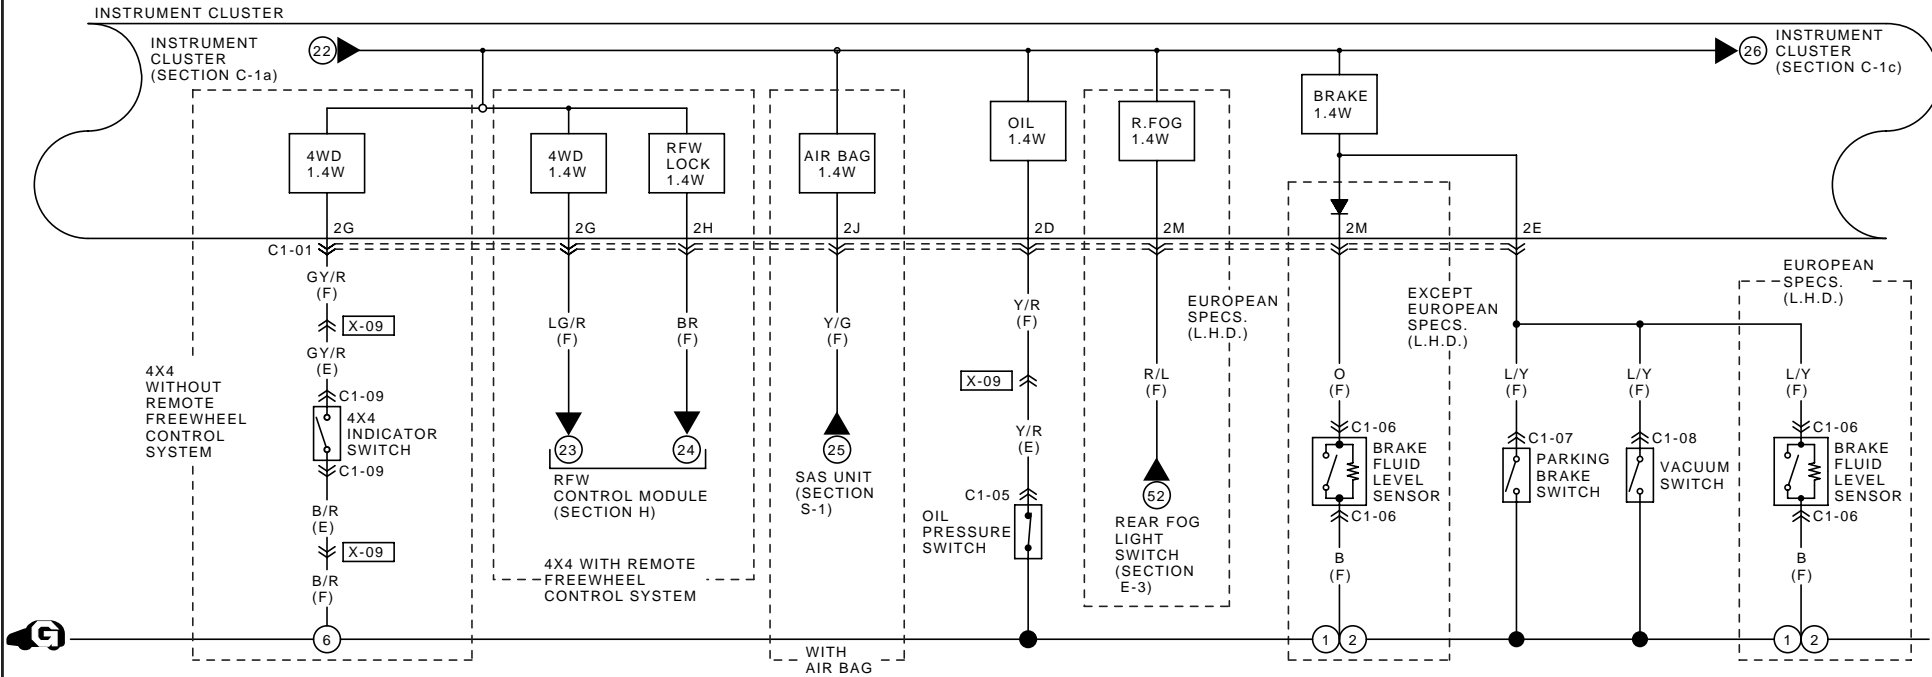 INSTRUMENT CLUSTER
INSTRUMENT
CLUSTER
(SECTION C-1a)
22
26
INSTRUMENT
CLUSTER
(SECTION C-1c)
4WD
1.4W
4WD
1.4W
RFW
LOCK
1.4W
AIR BAG
1.4W
OIL
1.4W
R.FOG
1.4W
BRAKE
1.4W
2G
2G
2H
2J
2D
2M
2M
2E
C1-01
GY/R
(F)
X-09
GY/R
(E)
C1-09
4X4
INDICATOR
SWITCH
C1-09
B/R
(E)
X-09
B/R
(F)
6
4X4
WITHOUT
REMOTE
FREEWHEEL
CONTROL
SYSTEM
LG/R
(F)
BR
(F)
23
24
RFW
CONTROL MODULE
(SECTION H)
4X4 WITH REMOTE
FREEWHEEL
CONTROL SYSTEM
Y/G
(F)
25
SAS UNIT
(SECTION
S-1)
WITH
AIR BAG
Y/R
(F)
X-09
Y/R
(E)
C1-05
OIL
PRESSURE
SWITCH
EUROPEAN
SPECS.
(L.H.D.)
R/L
(F)
52
REAR FOG
LIGHT
SWITCH
(SECTION
E-3)
EXCEPT
EUROPEAN
SPECS.
(L.H.D.)
O
(F)
C1-06
BRAKE
FLUID
LEVEL
SENSOR
C1-06
B
(F)
1
2
L/Y
(F)
C1-07
PARKING
BRAKE
SWITCH
L/Y
(F)
C1-08
VACUUM
SWITCH
EUROPEAN
SPECS.
(L.H.D.)
L/Y
(F)
C1-06
BRAKE
FLUID
LEVEL
SENSOR
C1-06
B
(F)
1
2
G